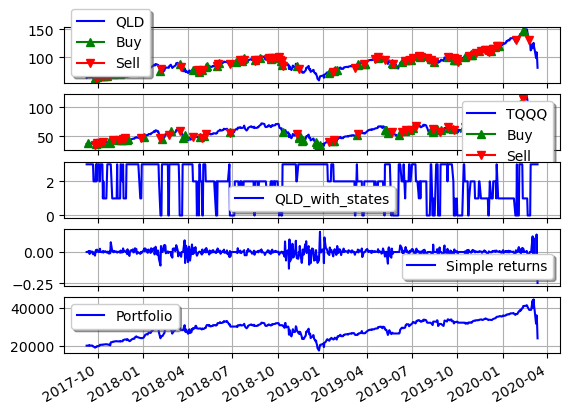 150
100
QLD
Buy
Sell
100
50
TQQQ
Buy
Sell
2
0
QLD_with_states
0.00
−0.25
Simple returns
40000
20000
Portfolio
2017-10
2018-01
2018-04
2018-07
2018-10
2019-01
2019-04
2019-07
2019-10
2020-01
2020-04